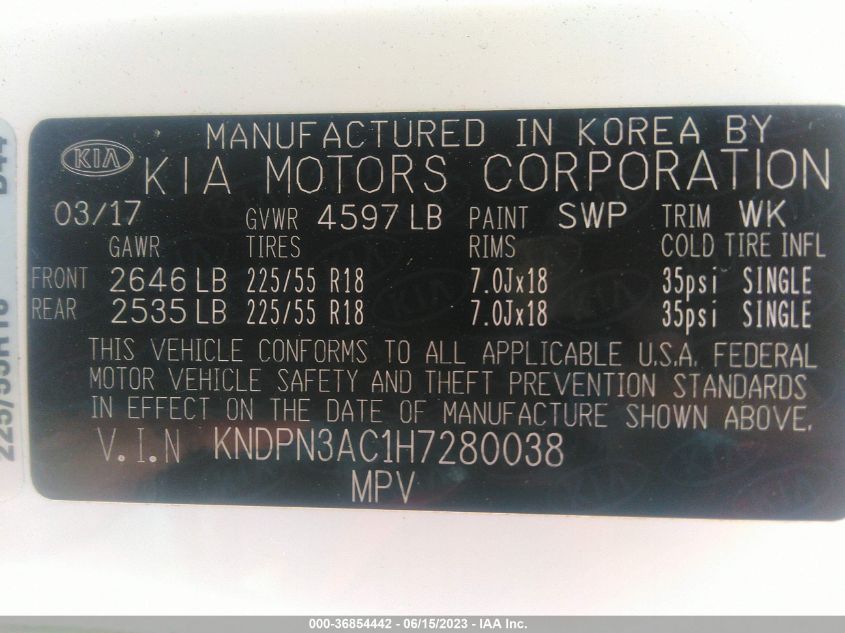 MANUFACTURED IN KOREA BY
KIA KIA MOTORS CORPORATION
03/17 GVWR 4597 LB PAINT SWP TRIM WK
GAWR TIRES RIMS COLD TIRE INFL
FRONT 2646 LB 225/55 R18 7.0Jx18 35psi SINGLE
REAR 2535 LB 225/55 R18 7.0Jx18 35psi SINGLE
THIS VEHICLE CONFORMS TO ALL APPLICABLE U.S.A. FEDERAL
MOTOR VEHICLE SAFETY AND THEFT PREVENTION STANDARDS
IN EFFECT ON THE DATE OF MANUFACTURE SHOWN ABOVE.
V.I.N KNDPN3AC1H7280038
MPV
225/55R18
000-36854442 - 06/15/2023 - IAA Inc.